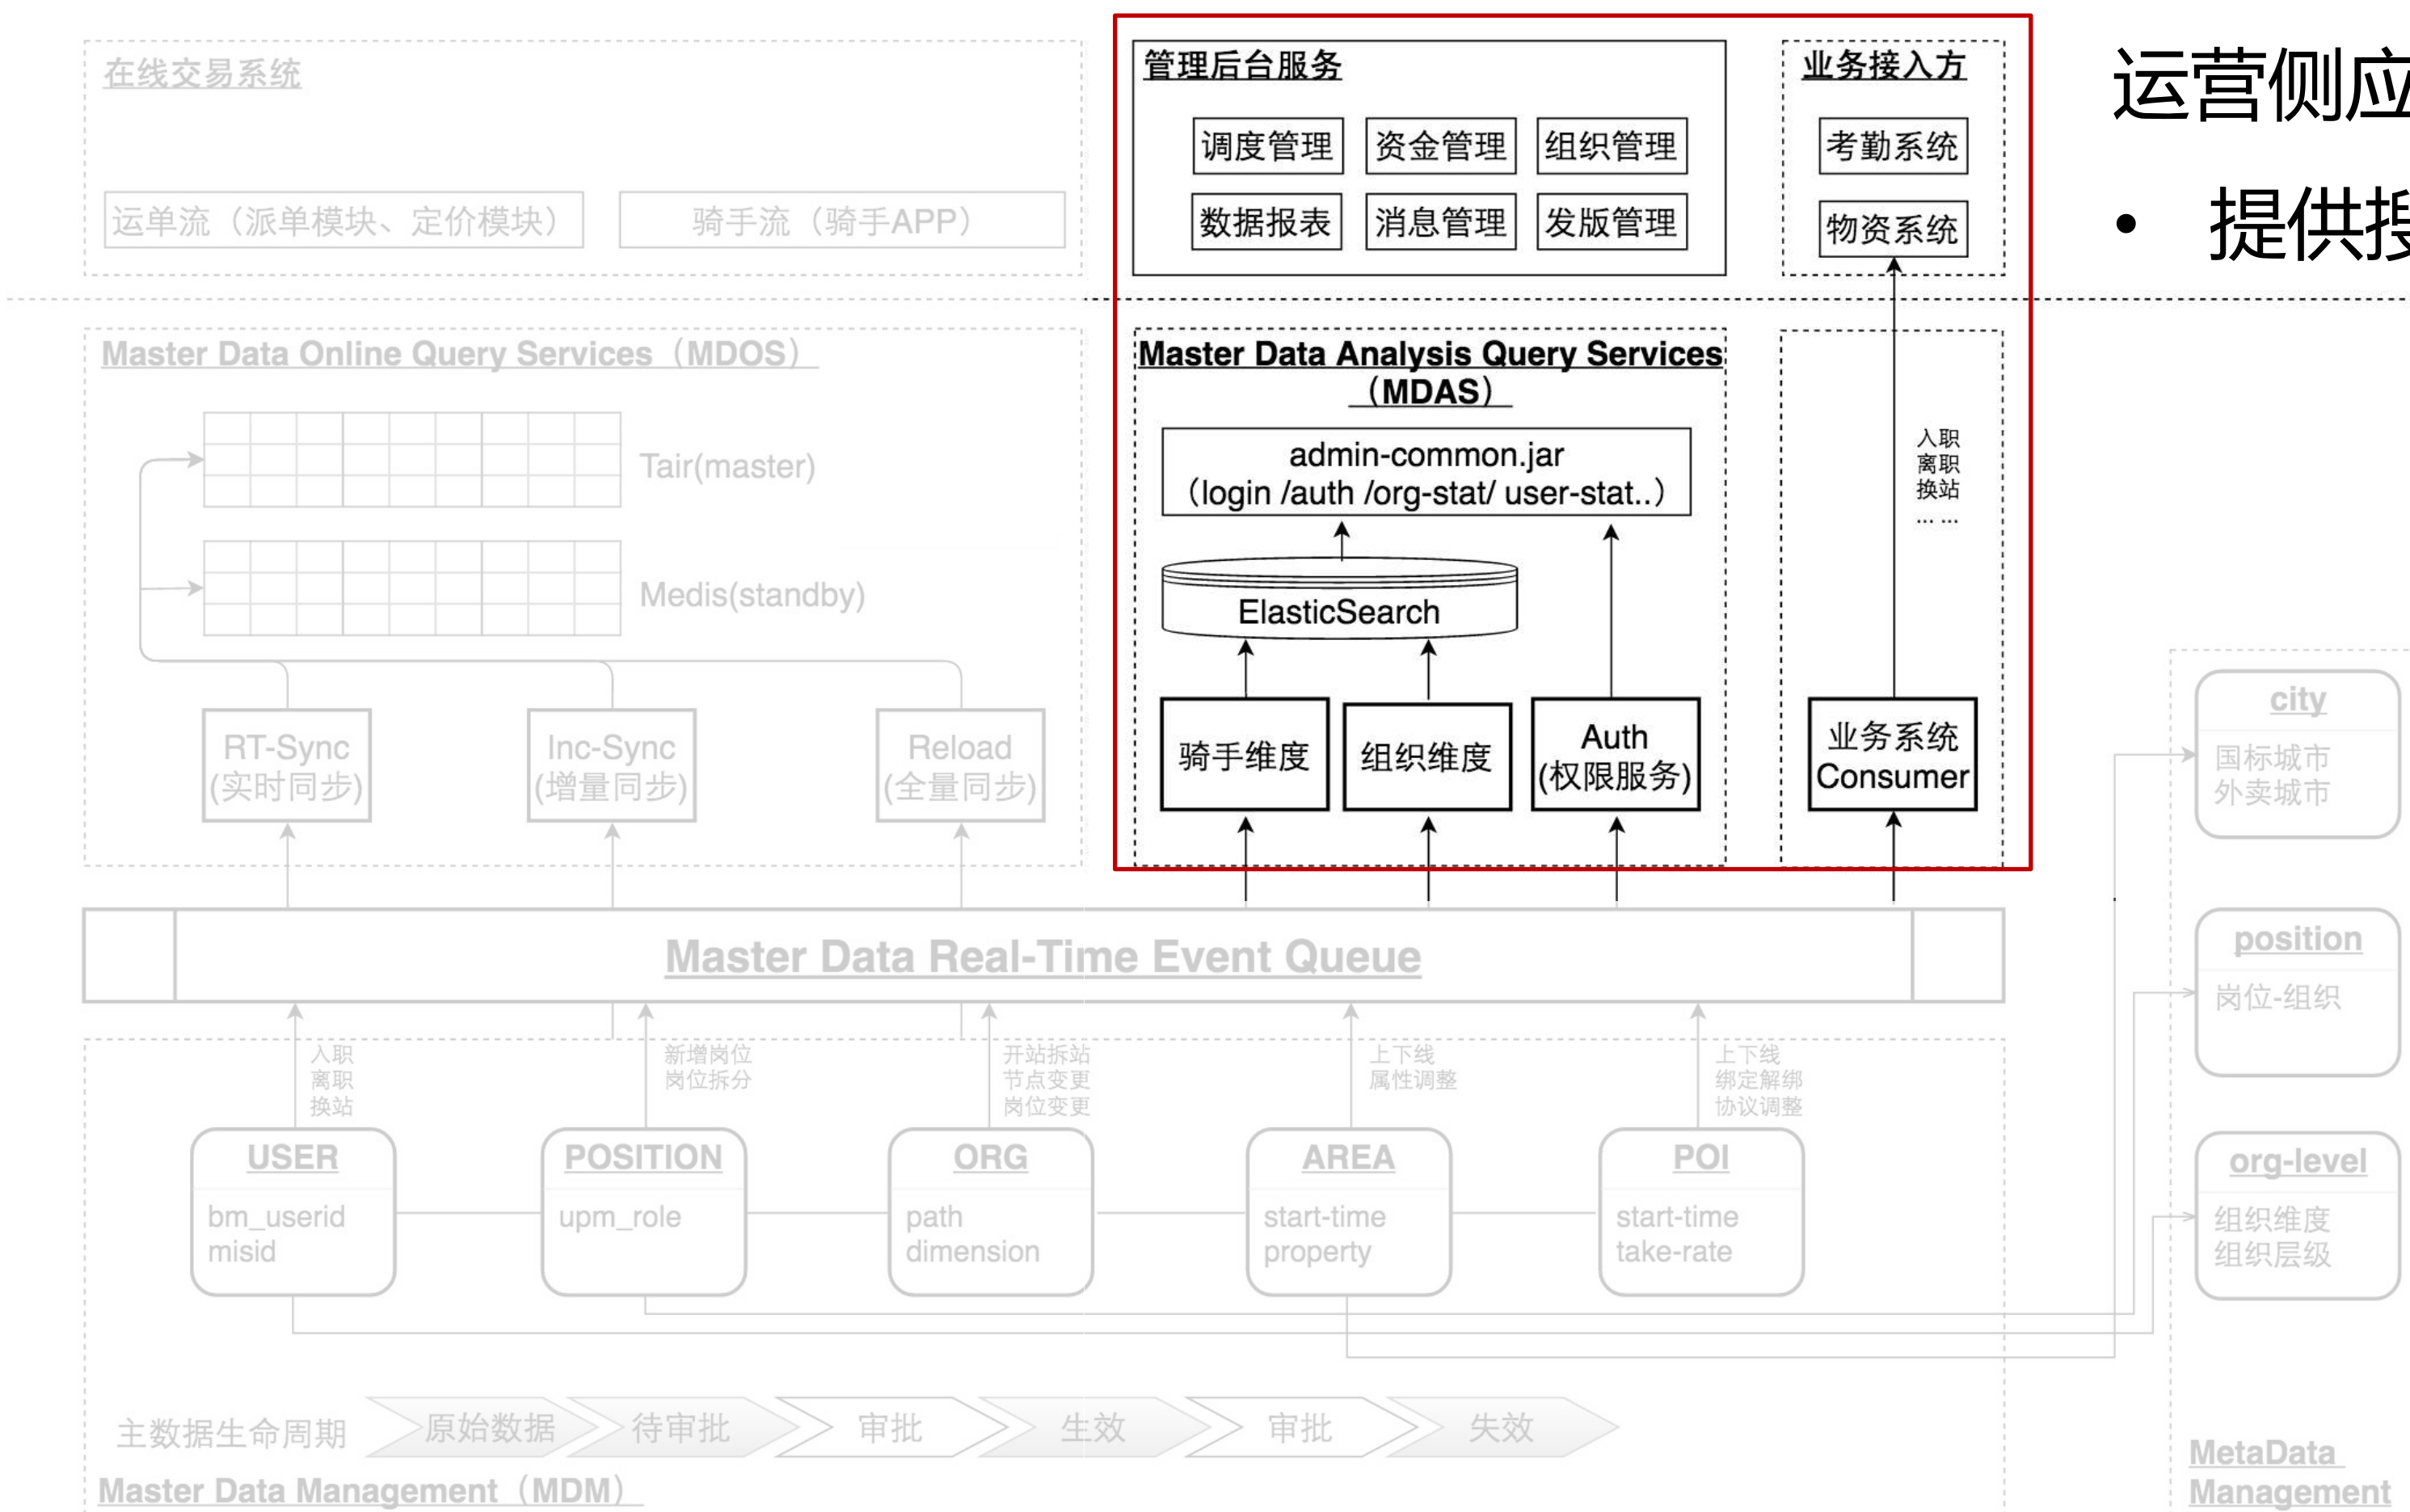 在线交易系统
运单流（派单模块、定价模块）
骑手流（骑手APP）
管理后台服务
调度管理
资金管理
组织管理
数据报表
消息管理
发版管理
业务接入方
考勤系统
物资系统
运营侧应
• 提供搜
Master Data Online Query Services（MDOS）
Tair(master)
Medis(standby)
RT-Sync
(实时同步)
Inc-Sync
(增量同步)
Reload
(全量同步)
Master Data Analysis Query Services
（MDAS）
admin-common.jar
（login /auth /org-stat/ user-stat..）
ElasticSearch
骑手维度
组织维度
Auth
(权限服务)
入职
离职
换站
... ...
业务系统
Consumer
Master Data Real-Time Event Queue
入职
离职
换站
新增岗位
岗位拆分
开站拆站
节点变更
岗位变更
上下线
属性调整
上下线
绑定解绑
协议调整
USER
bm_userid
misid
POSITION
upm_role
ORG
path
dimension
AREA
start-time
property
POI
start-time
take-rate
主数据生命周期
原始数据
待审批
审批
生效
审批
失效
Master Data Management（MDM）
city
国标城市
外卖城市
position
岗位-组织
org-level
组织维度
组织层级
MetaData
Management